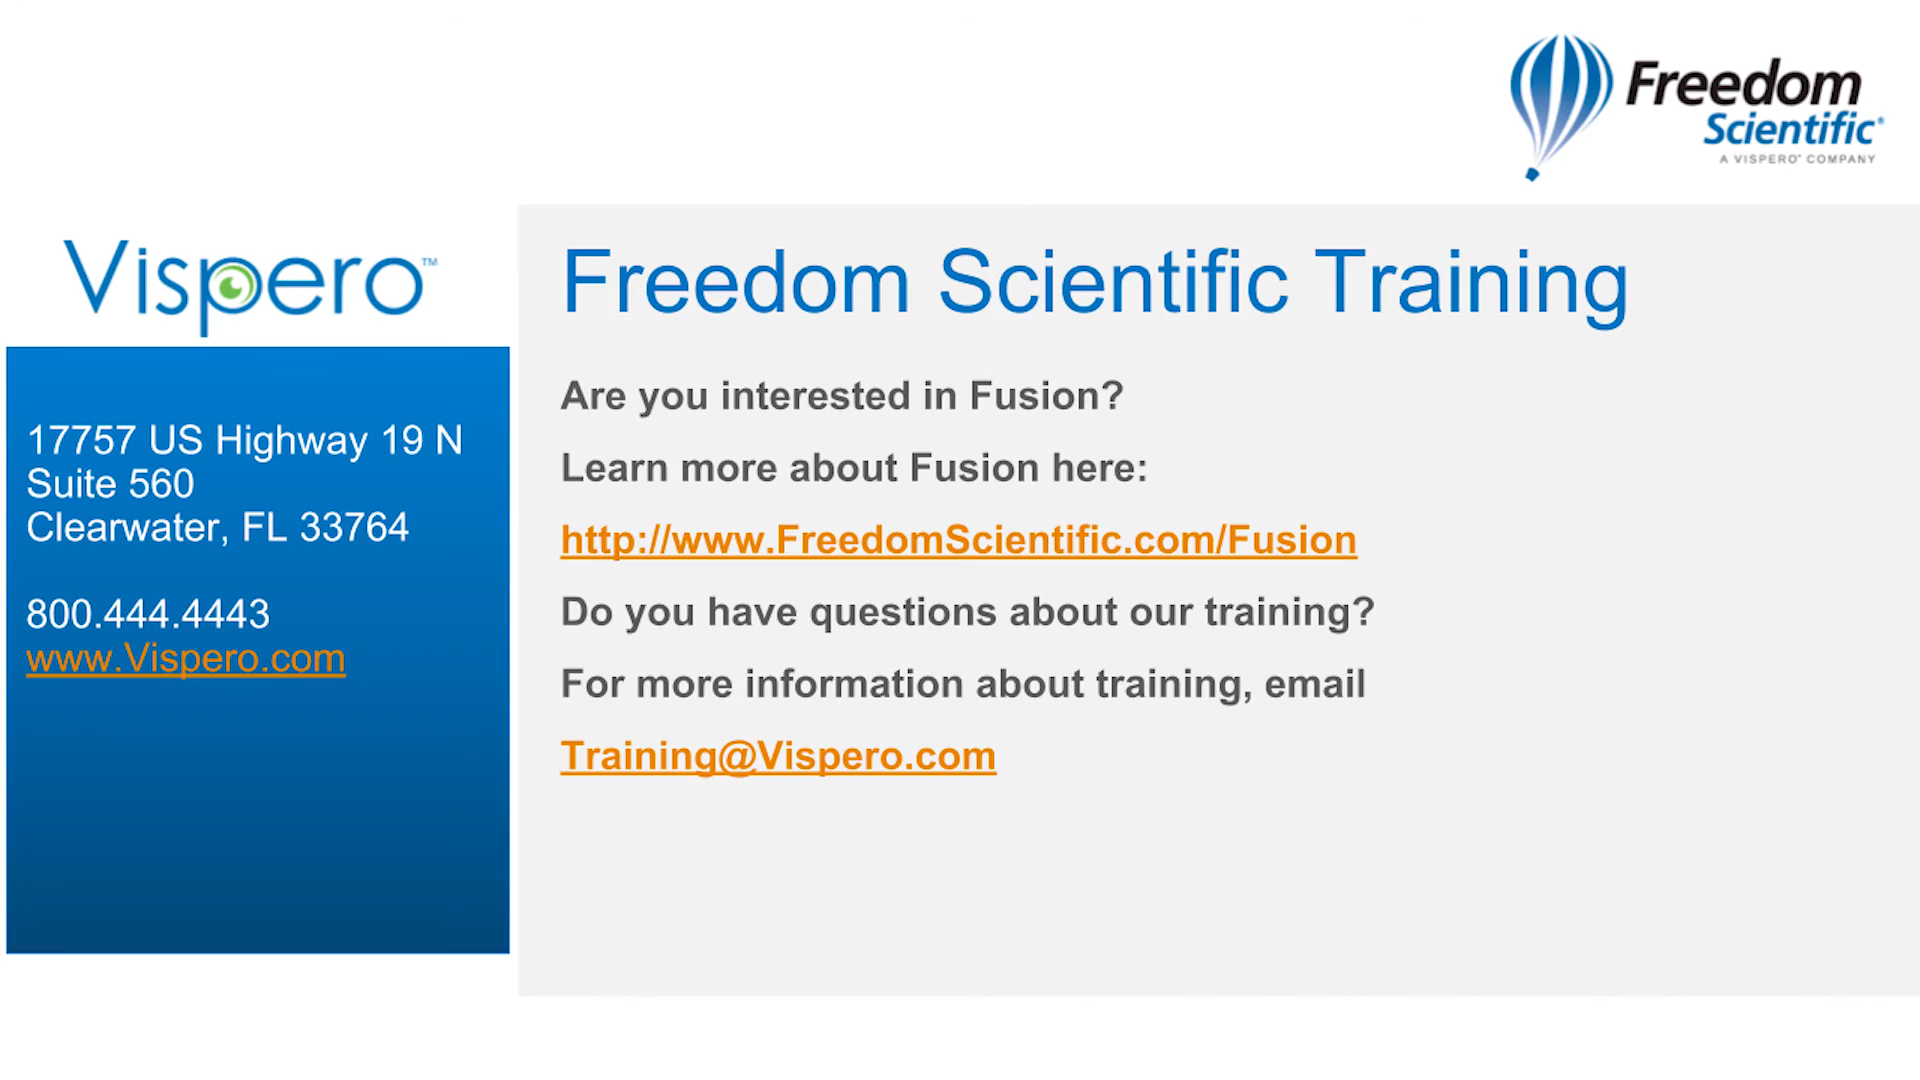 Freedom
Scientific®
A VISPERO™ COMPANY
Vispero™
17757 US Highway 19 N
Suite 560
Clearwater, FL 33764
800.444.4443
www.Vispero.com
Freedom Scientific Training
Are you interested in Fusion?
Learn more about Fusion here:
http://www.FreedomScientific.com/Fusion
Do you have questions about our training?
For more information about training, email
Training@Vispero.com